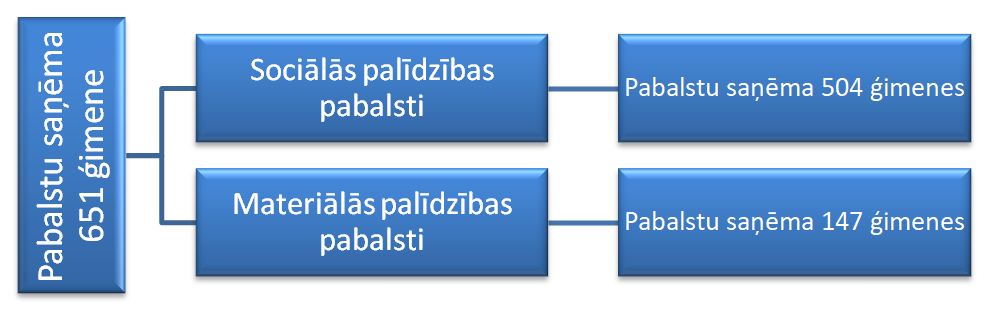 Pabalstu saņēma
651 ģimene
Sociālās palīdzības
pabalsti
Pabalstu saņēma 504 ģimenes
Materiālās palīdzības
pabalsti
Pabalstu saņēma 147 ģimenes